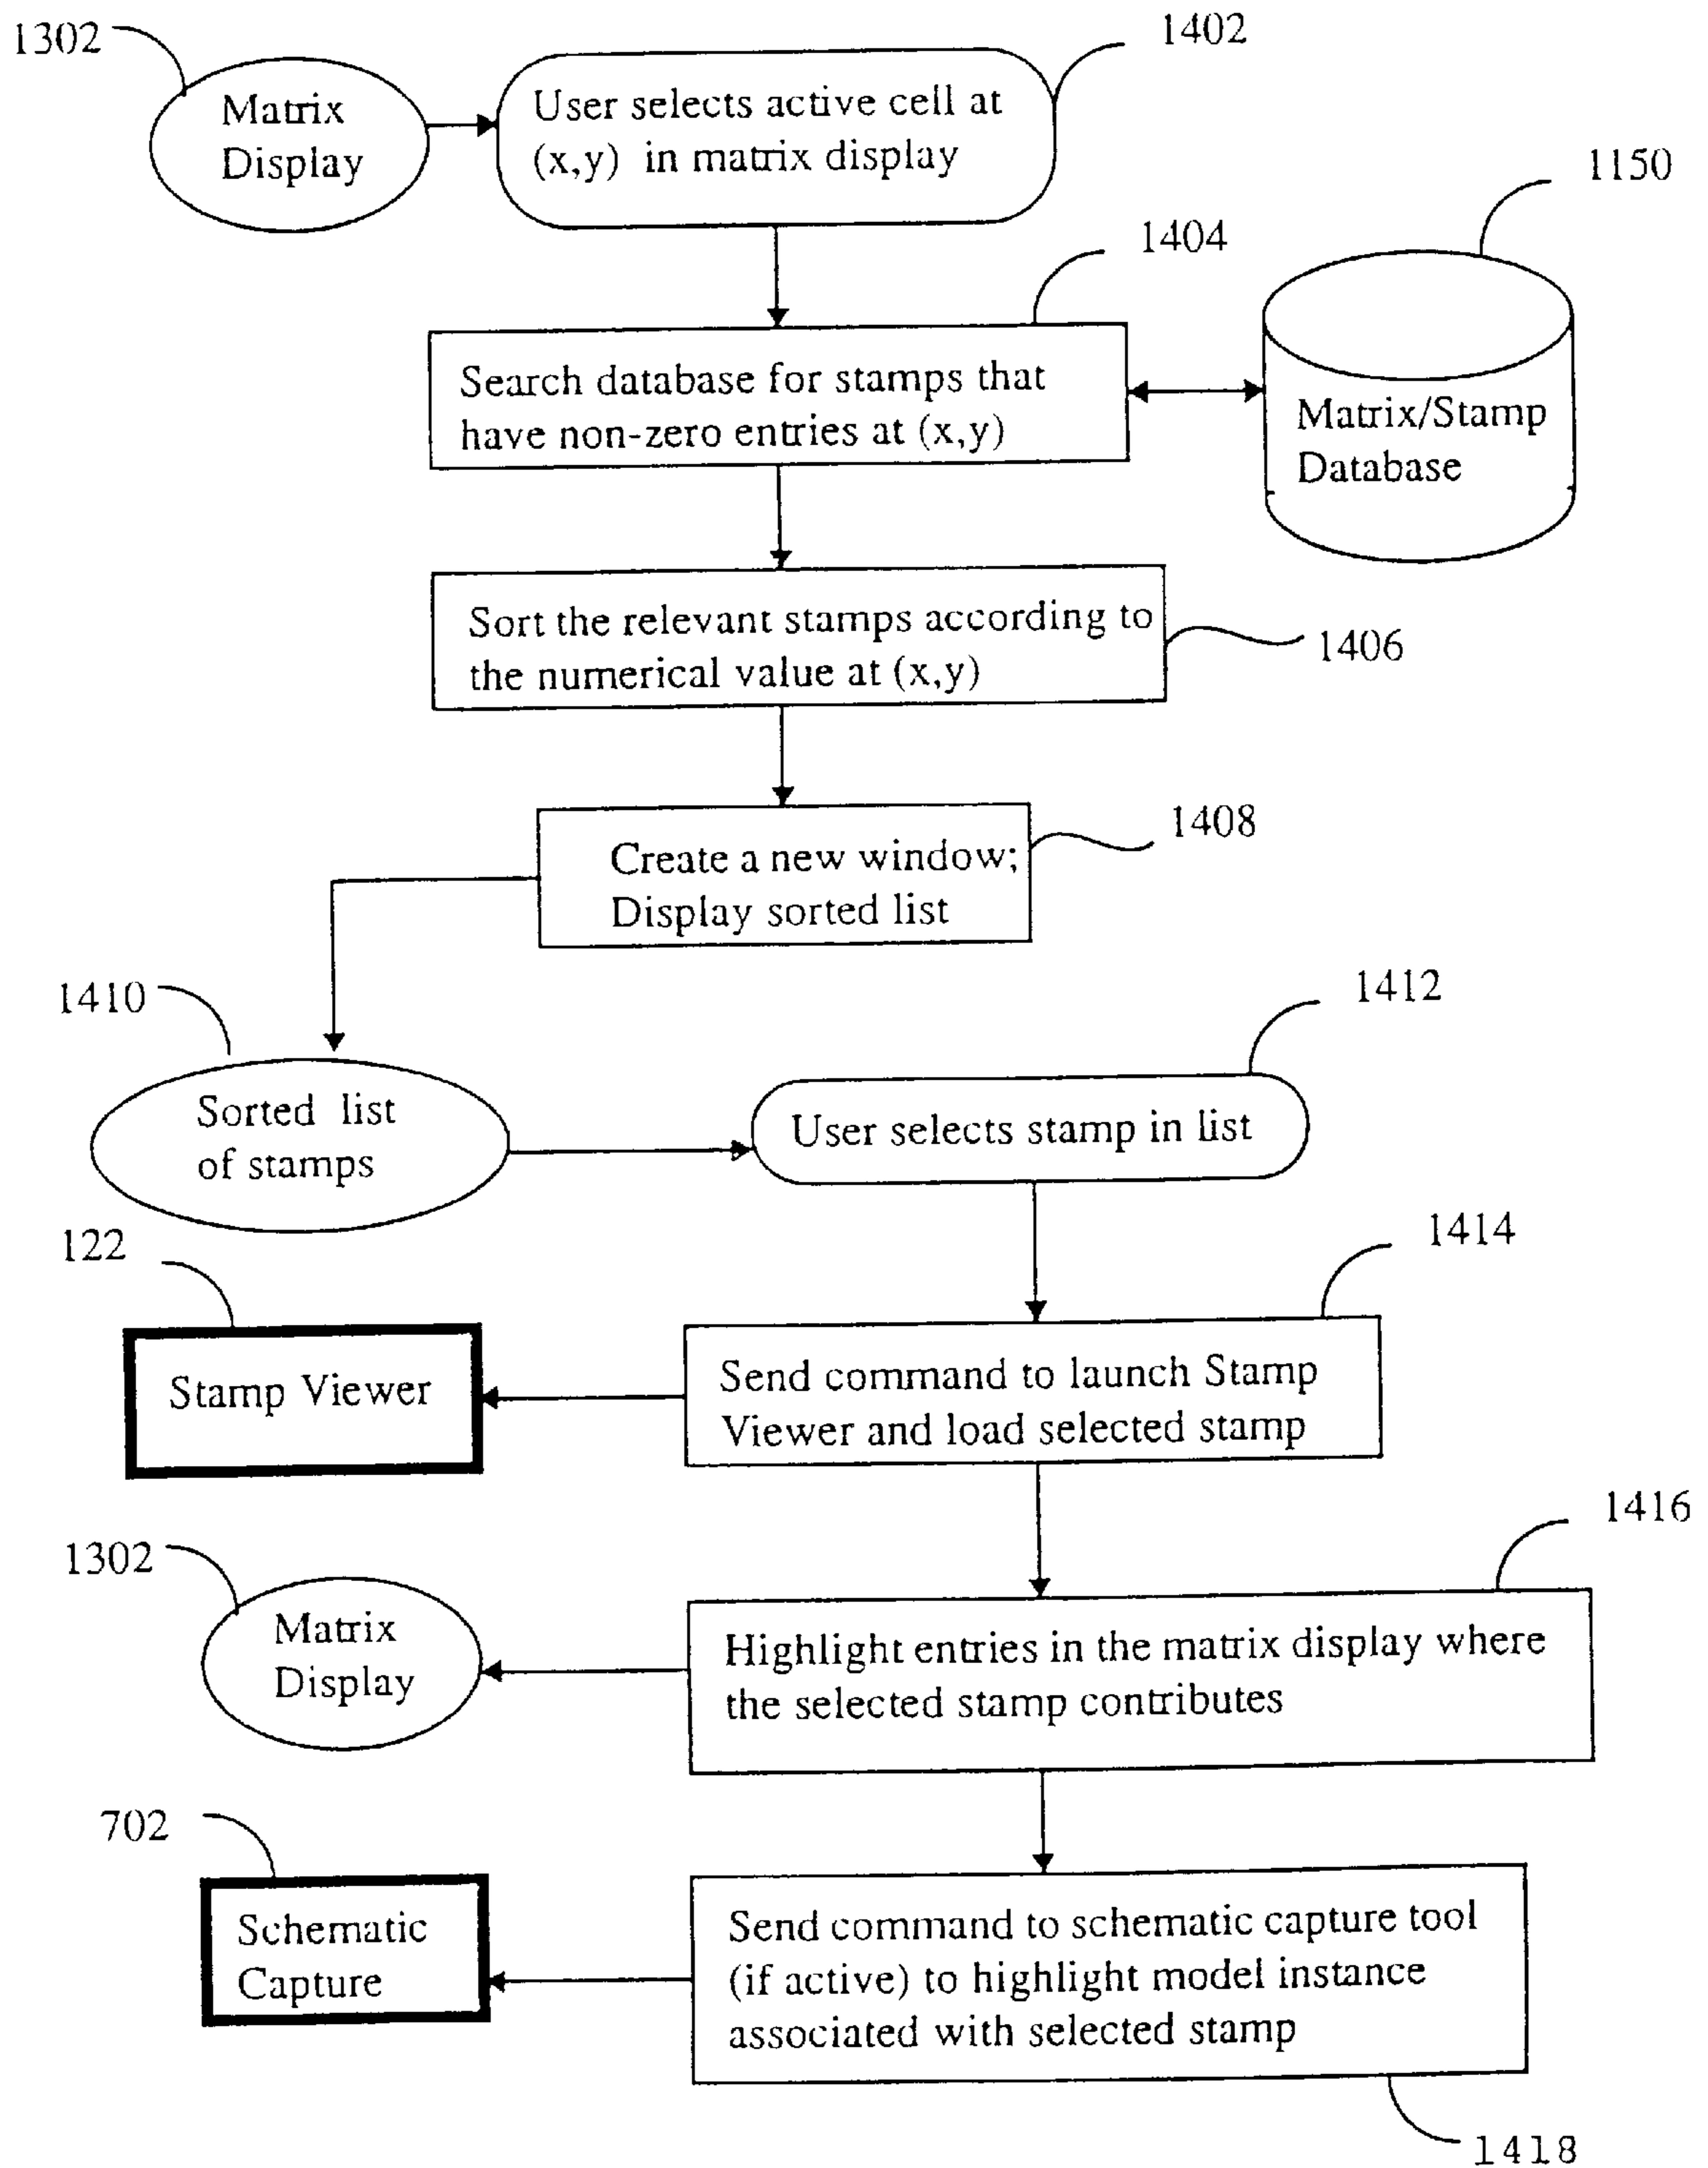 1302
Matrix
Display
1402
User selects active cell at
(x,y) in matrix display
1150
Matrix/Stamp
Database
1404
Search database for stamps that
have non-zero entries at (x,y)
Sort the relevant stamps according to
the numerical value at (x,y)
1406
Create a new window;
Display sorted list
1408
1410
Sorted list
of stamps
1412
User selects stamp in list
122
Stamp Viewer
1414
Send command to launch Stamp
Viewer and load selected stamp
1302
Matrix
Display
1416
Highlight entries in the matrix display where
the selected stamp contributes
702
Schematic
Capture
Send command to schematic capture tool
(if active) to highlight model instance
associated with selected stamp
1418